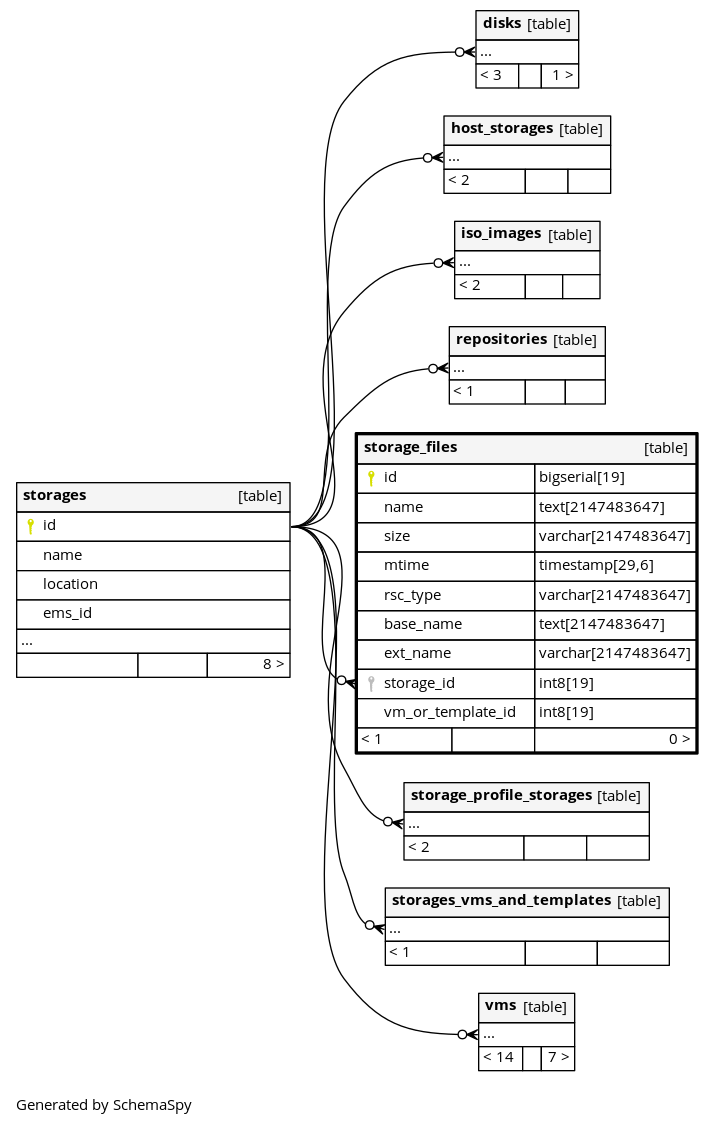 disks [table]
...
< 3 1 >
host_storages [table]
...
< 2
iso_images [table]
...
< 2
repositories [table]
...
< 1
storage_files [table]
id bigserial[19]
name text[2147483647]
size varchar[2147483647]
mtime timestamp[29,6]
rsc_type varchar[2147483647]
base_name text[2147483647]
ext_name varchar[2147483647]
storage_id int8[19]
vm_or_template_id int8[19]
< 1 0 >
storages [table]
id
name
location
ems_id
...
8 >
storage_profile_storages [table]
...
< 2
storages_vms_and_templates [table]
...
< 1
vms [table]
...
< 14 7 >
Generated by SchemaSpy